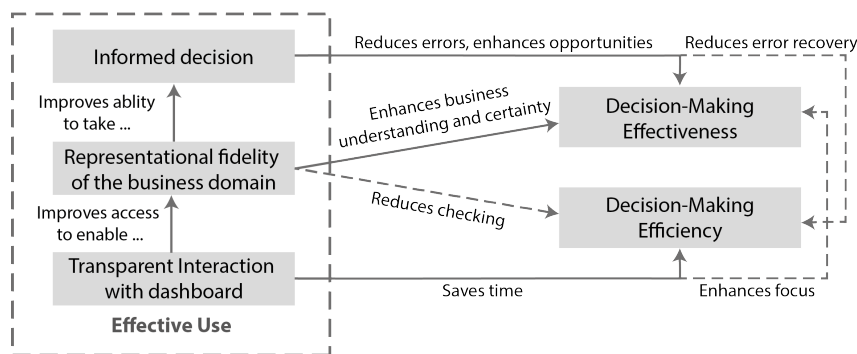 Informed decision
Reduces errors, enhances opportunities
Reduces error recovery
Improves ablity
to take ...
Enhances business
understanding and certainty
Decision-Making
Effectiveness
Representational fidelity
of the business domain
Reduces checking
Decision-Making
Efficiency
Improves access
to enable ...
Transparent Interaction
with dashboard
Saves time
Enhances focus
Effective Use